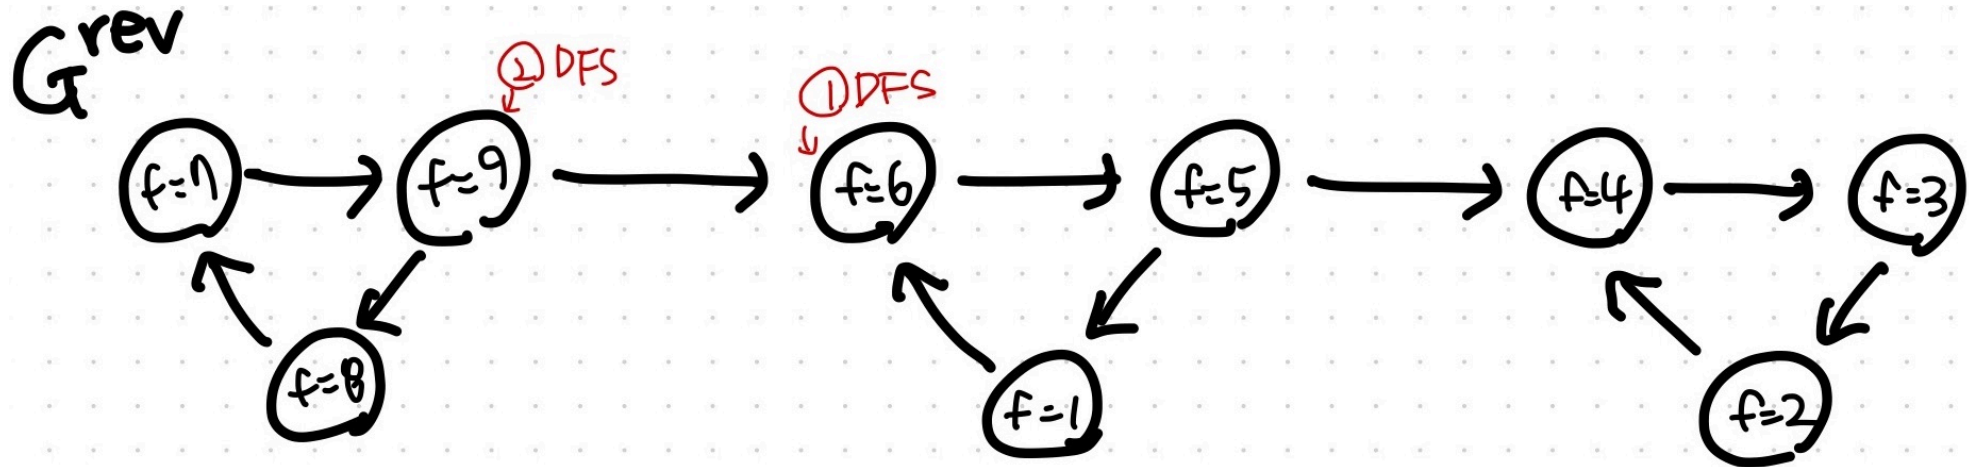 G^rev
② DFS
① DFS
f=7
f=9
f=6
f=5
f=4
f=3
f=8
f=1
f=2